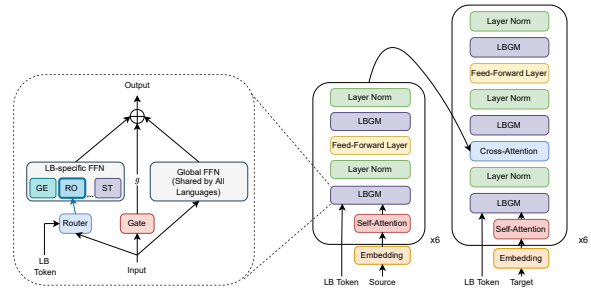 Output
LB-specific FFN
GE
RO
...
ST
g
Global FFN
(Shared by All
Languages)
Router
Gate
LB
Token
Input
Layer Norm
LBGM
Feed-Forward Layer
Layer Norm
LBGM
Self-Attention
x6
Embedding
LB Token
Source
Layer Norm
LBGM
Feed-Forward Layer
Layer Norm
LBGM
Cross-Attention
Layer Norm
LBGM
Self-Attention
x6
Embedding
LB Token
Target